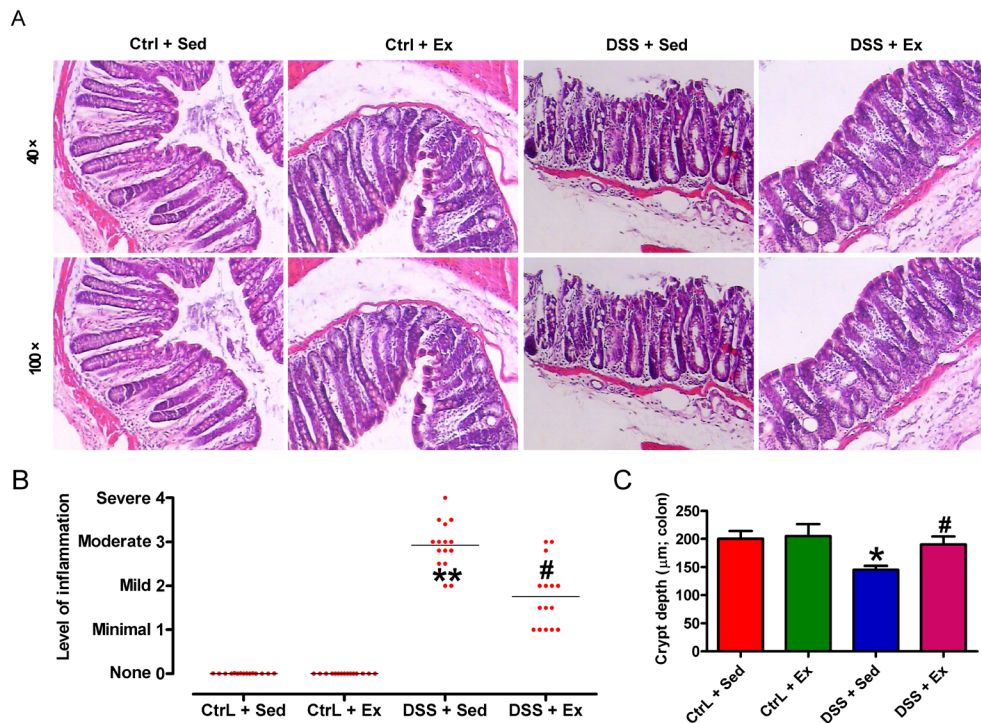 A
Ctrl + Sed
Ctrl + Ex
DSS + Sed
DSS + Ex
40×
100×
B
Level of inflammation
Severe 4
Moderate 3
Mild 2
Minimal 1
None 0
**
#
CtrL + Sed
CtrL + Ex
DSS + Sed
DSS + Ex
C
Crypt depth (μm; colon)
250
200
150
100
50
0
*
#
CtrL + Sed
CtrL + Ex
DSS + Sed
DSS + Ex